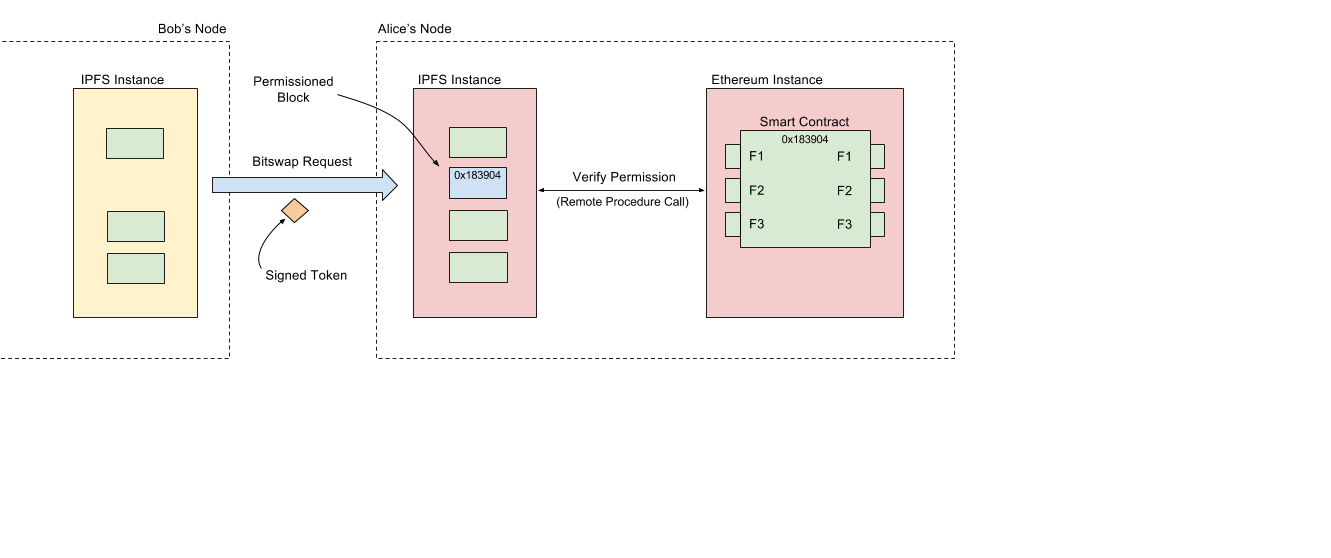 Bob's Node
Alice's Node
IPFS Instance
Permissioned
Block
IPFS Instance
Ethereum Instance
Smart Contract
0x183904
F1 F1
Bitswap Request
0x183904
Verify Permission
F2 F2
(Remote Procedure Call)
F3 F3
Signed Token